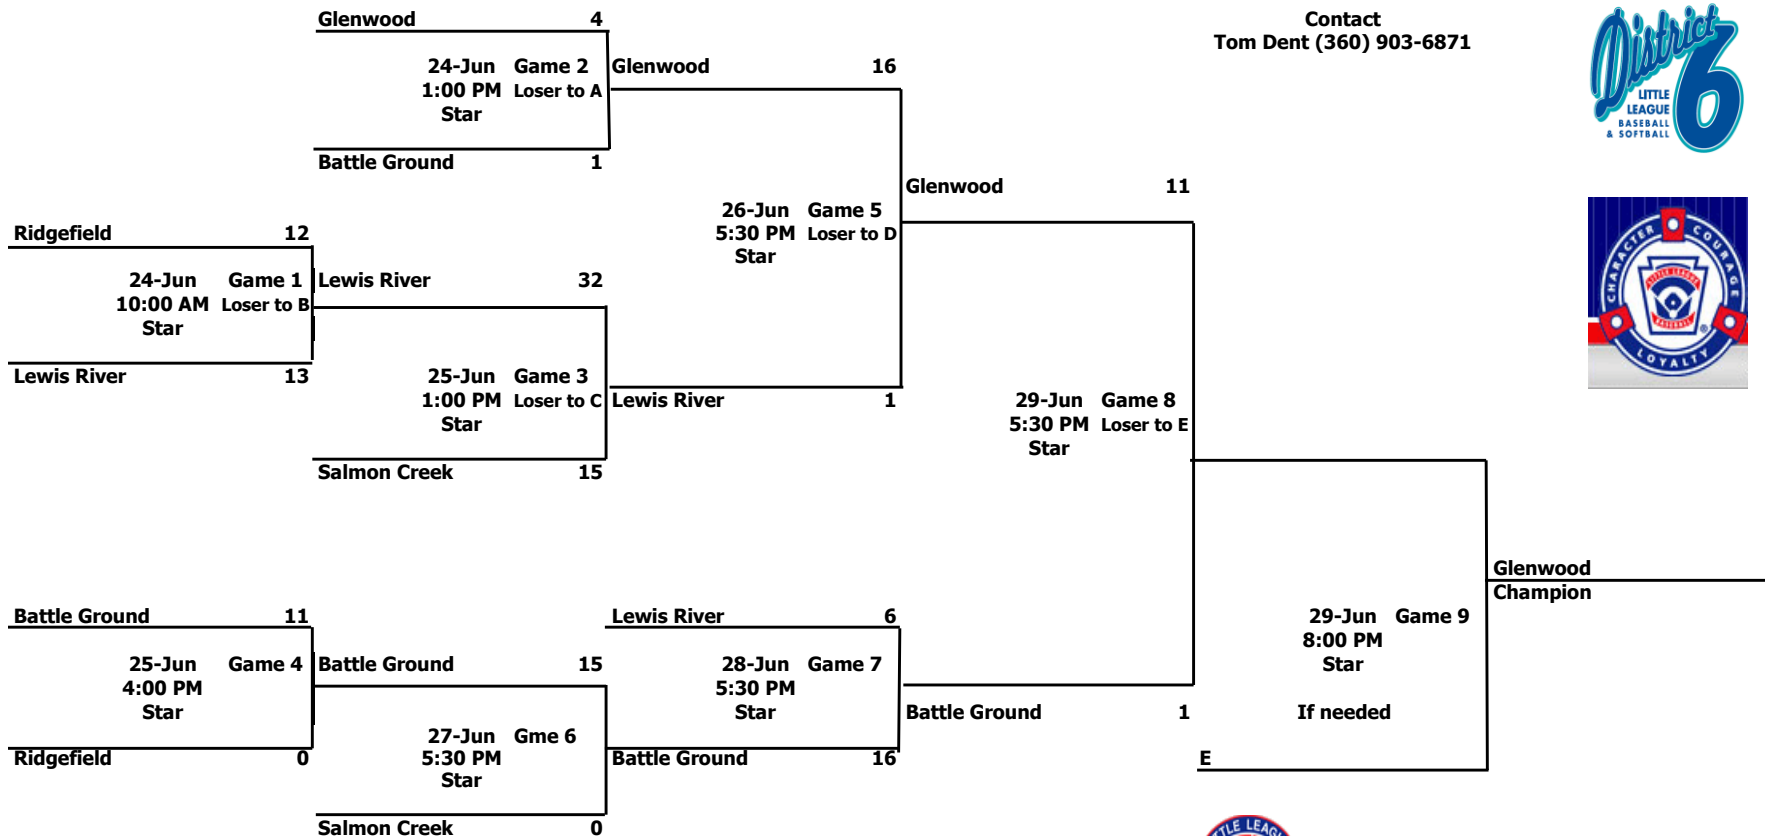 Glenwood 4
Contact
Tom Dent (360) 903-6871
District 6
LITTLE
LEAGUE
BASEBALL
& SOFTBALL
24-Jun Game 2
1:00 PM Loser to A
Star
Glenwood 16
Battle Ground 1
Glenwood 11
CHARACTER COURAGE
LITTLE LEAGUE
BASEBALL
®
LOYALTY
26-Jun Game 5
5:30 PM Loser to D
Star
Ridgefield 12
24-Jun Game 1
10:00 AM Loser to B
Star
Lewis River 32
Lewis River 13
25-Jun Game 3
1:00 PM Loser to C
Star
Lewis River 1
29-Jun Game 8
5:30 PM Loser to E
Star
Salmon Creek 15
Glenwood
Champion
Battle Ground 11
Lewis River 6
29-Jun Game 9
8:00 PM
Star
If needed
25-Jun Game 4
4:00 PM
Star
Battle Ground 15
28-Jun Game 7
5:30 PM
Star
Battle Ground 1
27-Jun Gme 6
5:30 PM
Star
Ridgefield 0
Battle Ground 16
E
Salmon Creek 0